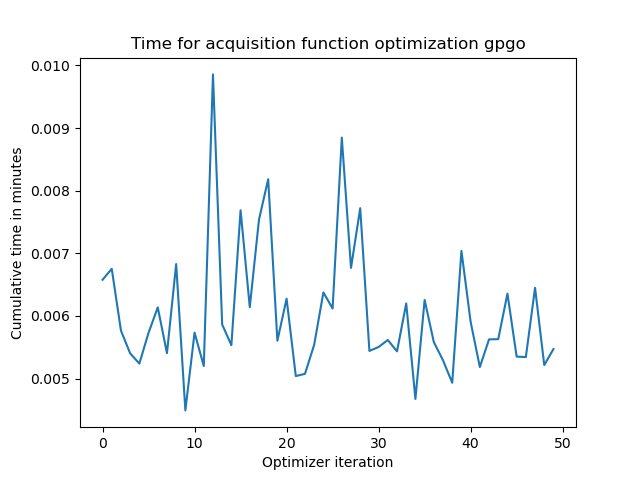 Time for acquisition function optimization gpgo
0.010
0.009
0.008
0.007
0.006
0.005
Cumulative time in minutes
0 10 20 30 40 50
Optimizer iteration